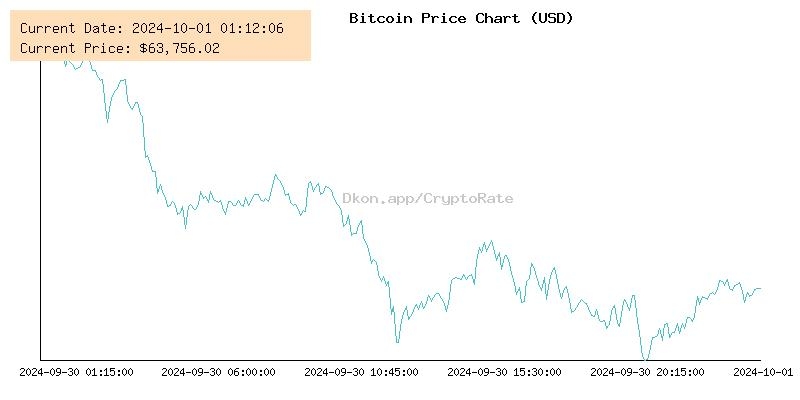 Bitcoin Price Chart (USD)
Current Date: 2024-10-01 01:12:06
Current Price: $63,756.02
Dkon.app/CryptoRate
2024-09-30 01:15:00 2024-09-30 06:00:00 2024-09-30 10:45:00 2024-09-30 15:30:00 2024-09-30 20:15:00 2024-10-01